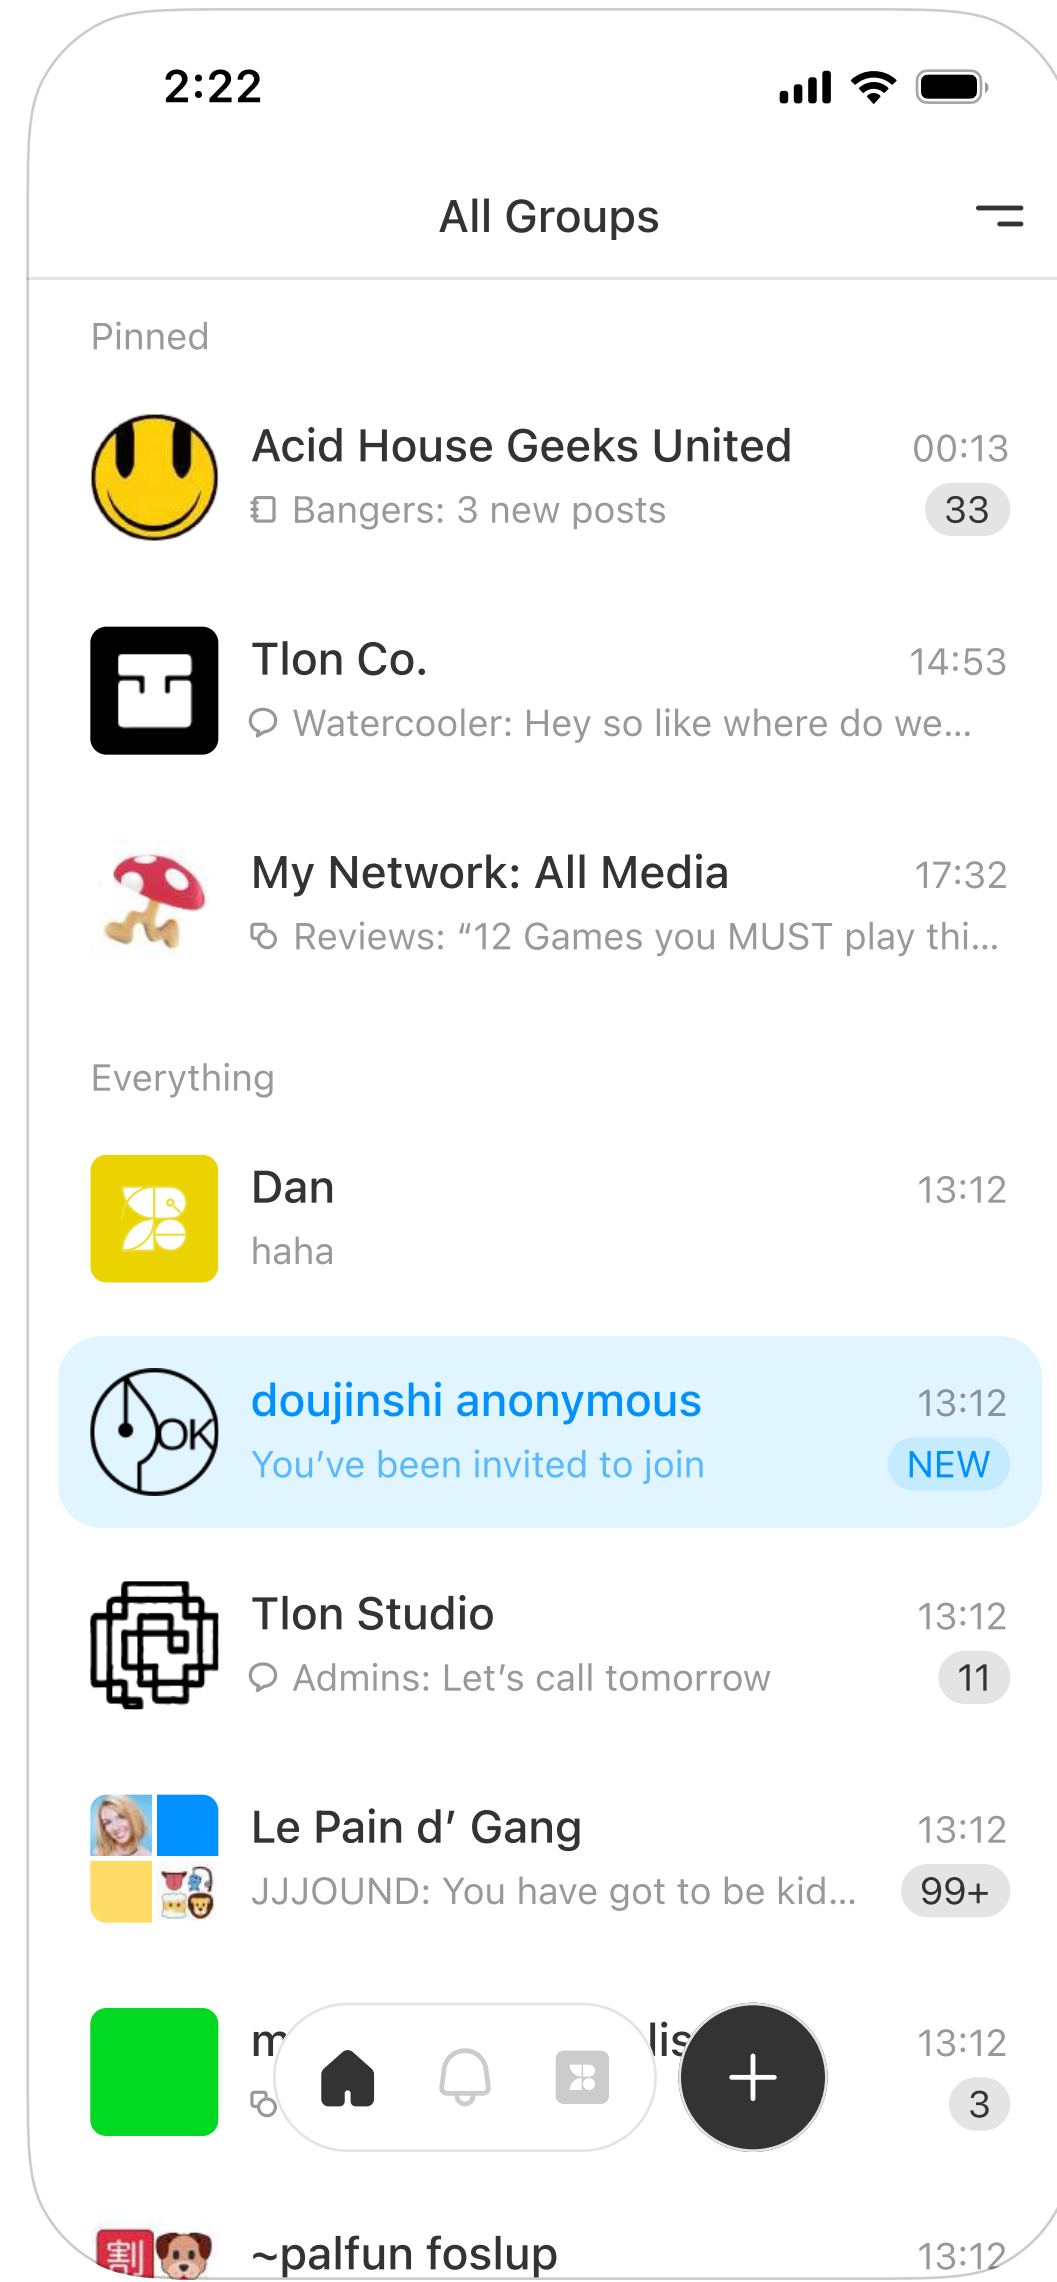 2:22
All Groups
Pinned
Acid House Geeks United 00:13
Bangers: 3 new posts 33
Tlon Co. 14:53
Watercooler: Hey so like where do we...
My Network: All Media 17:32
Reviews: “12 Games you MUST play thi...
Everything
Dan 13:12
haha
OK
doujinshi anonymous 13:12
You’ve been invited to join NEW
Tlon Studio 13:12
Admins: Let’s call tomorrow 11
Le Pain d’ Gang 13:12
JJJOUND: You have got to be kid... 99+
13:12
3
割
~palfun foslup 13:12